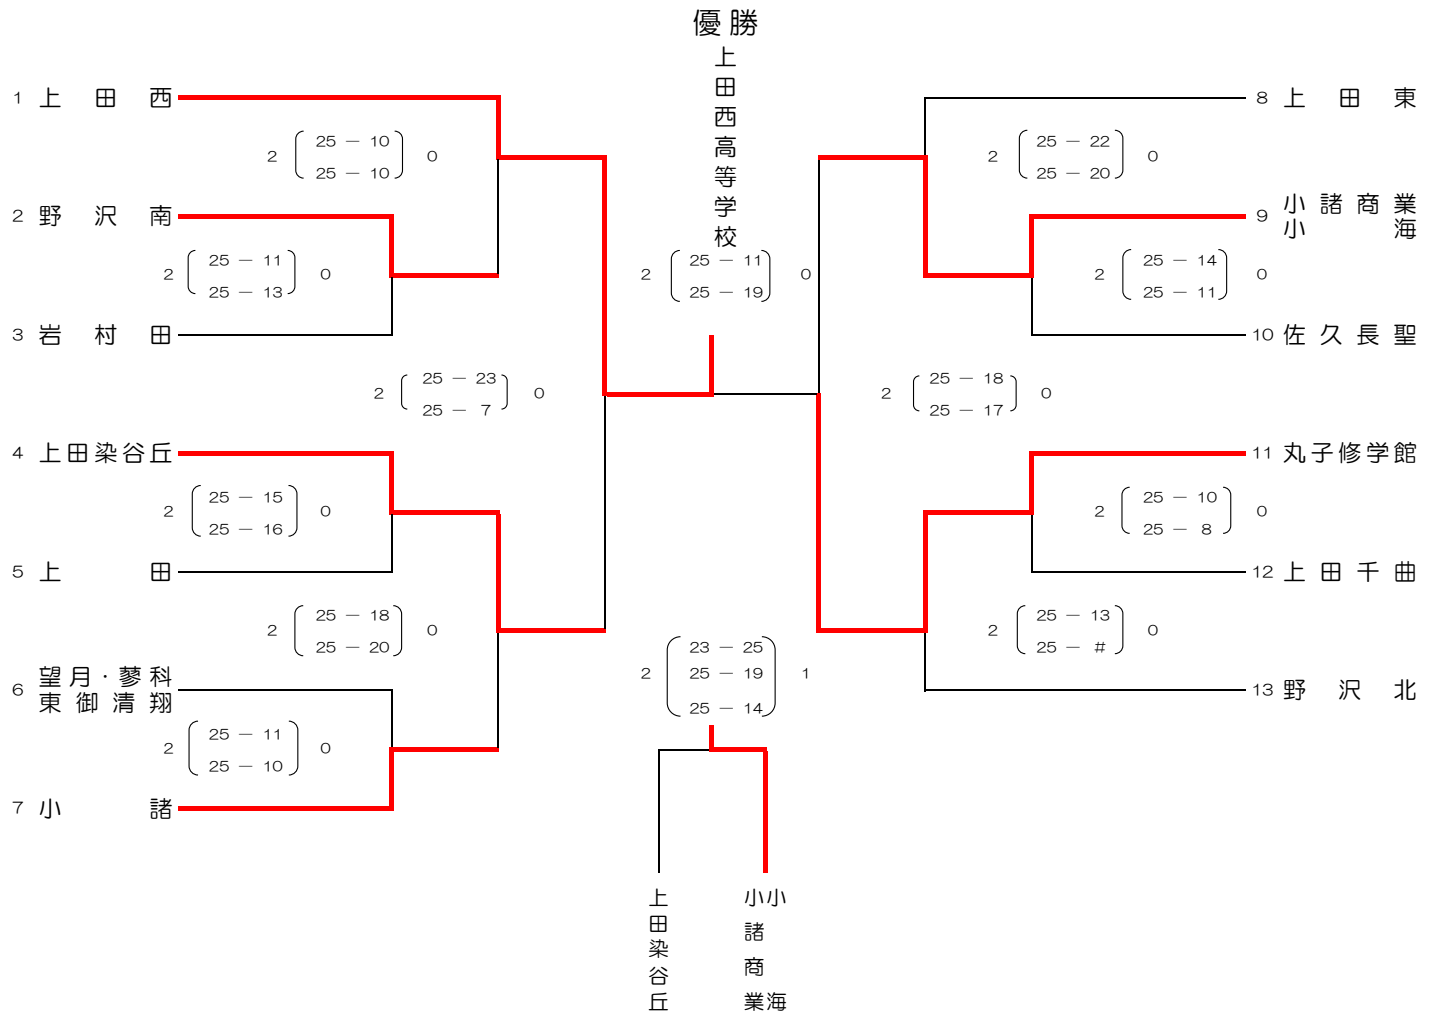 優勝
上田西高等学校
1 上田西
2 ( 25 － 10 ) 0
25 － 10
2 野沢南
2 ( 25 － 11 ) 0
25 － 13
3 岩村田
2 ( 25 － 23 ) 0
25 － 7
4 上田染谷丘
2 ( 25 － 15 ) 0
25 － 16
5 上田
2 ( 25 － 18 ) 0
25 － 20
6 望月・蓼科
東御清翔
2 ( 25 － 11 ) 0
25 － 10
7 小諸
2 ( 25 － 11 ) 0
25 － 19
8 上田東
2 ( 25 － 22 ) 0
25 － 20
9 小諸商業
小海
2 ( 25 － 14 ) 0
25 － 11
10 佐久長聖
2 ( 25 － 18 ) 0
25 － 17
11 丸子修学館
2 ( 25 － 10 ) 0
25 － 8
12 上田千曲
2 ( 25 － 13 ) 0
25 － #
13 野沢北
2 ( 23 － 25 ) 1
25 － 19
25 － 14
上田染谷丘
小諸商業
小海